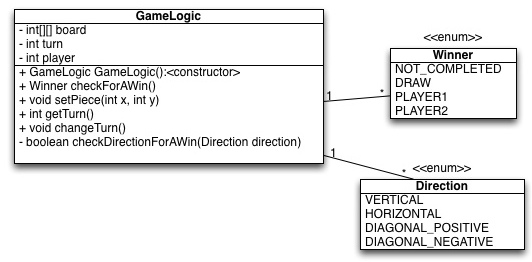 GameLogic
- int[][] board
- int turn
- int player
+ GameLogic GameLogic():<constructor>
+ Winner checkForAWin()
+ void setPiece(int x, int y)
+ int getTurn()
+ void changeTurn()
- boolean checkDirectionForAWin(Direction direction)
1
*
<<enum>>
Winner
NOT_COMPLETED
DRAW
PLAYER1
PLAYER2
1
*
<<enum>>
Direction
VERTICAL
HORIZONTAL
DIAGONAL_POSITIVE
DIAGONAL_NEGATIVE